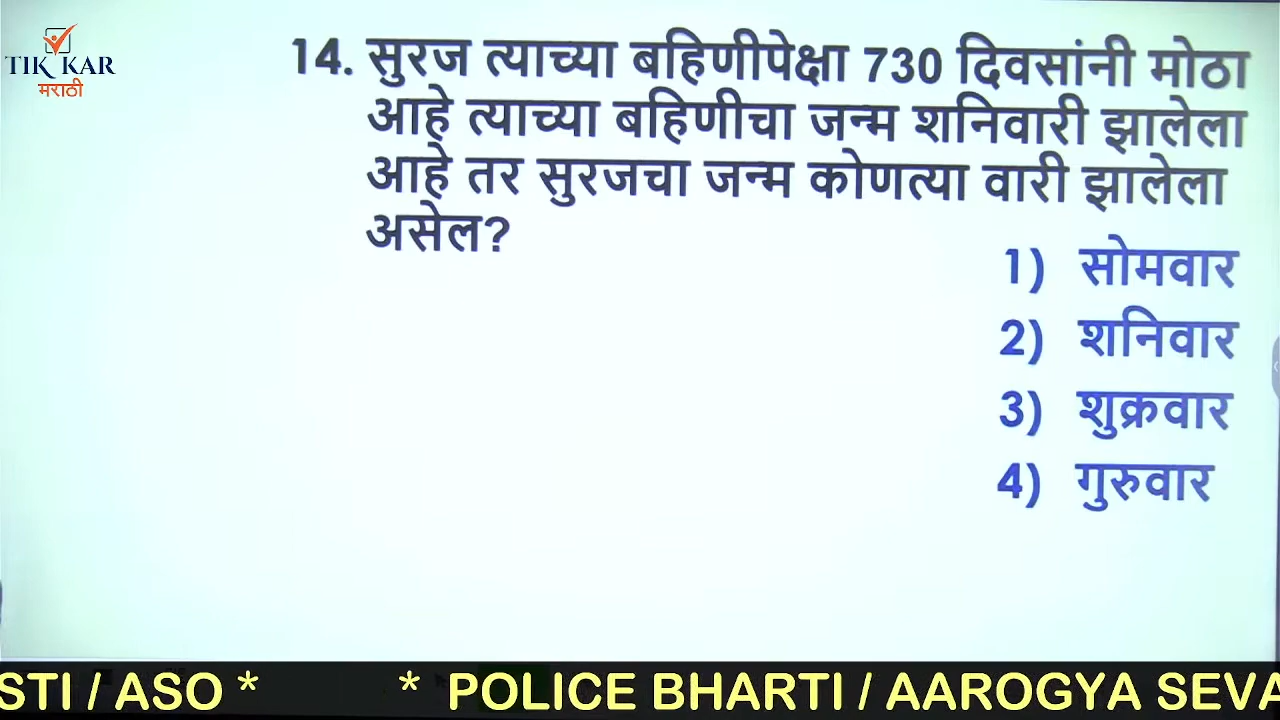 TIK KAR
मराठी
14. सुरज त्याच्या बहिणीपेक्षा 730 दिवसांनी मोठा
आहे त्याच्या बहिणीचा जन्म शनिवारी झालेला
आहे तर सुरजचा जन्म कोणत्या वारी झालेला
असेल?
1) सोमवार
2) शनिवार
3) शुक्रवार
4) गुरुवार
STI / ASO * * POLICE BHARTI / AAROGYA SEVA